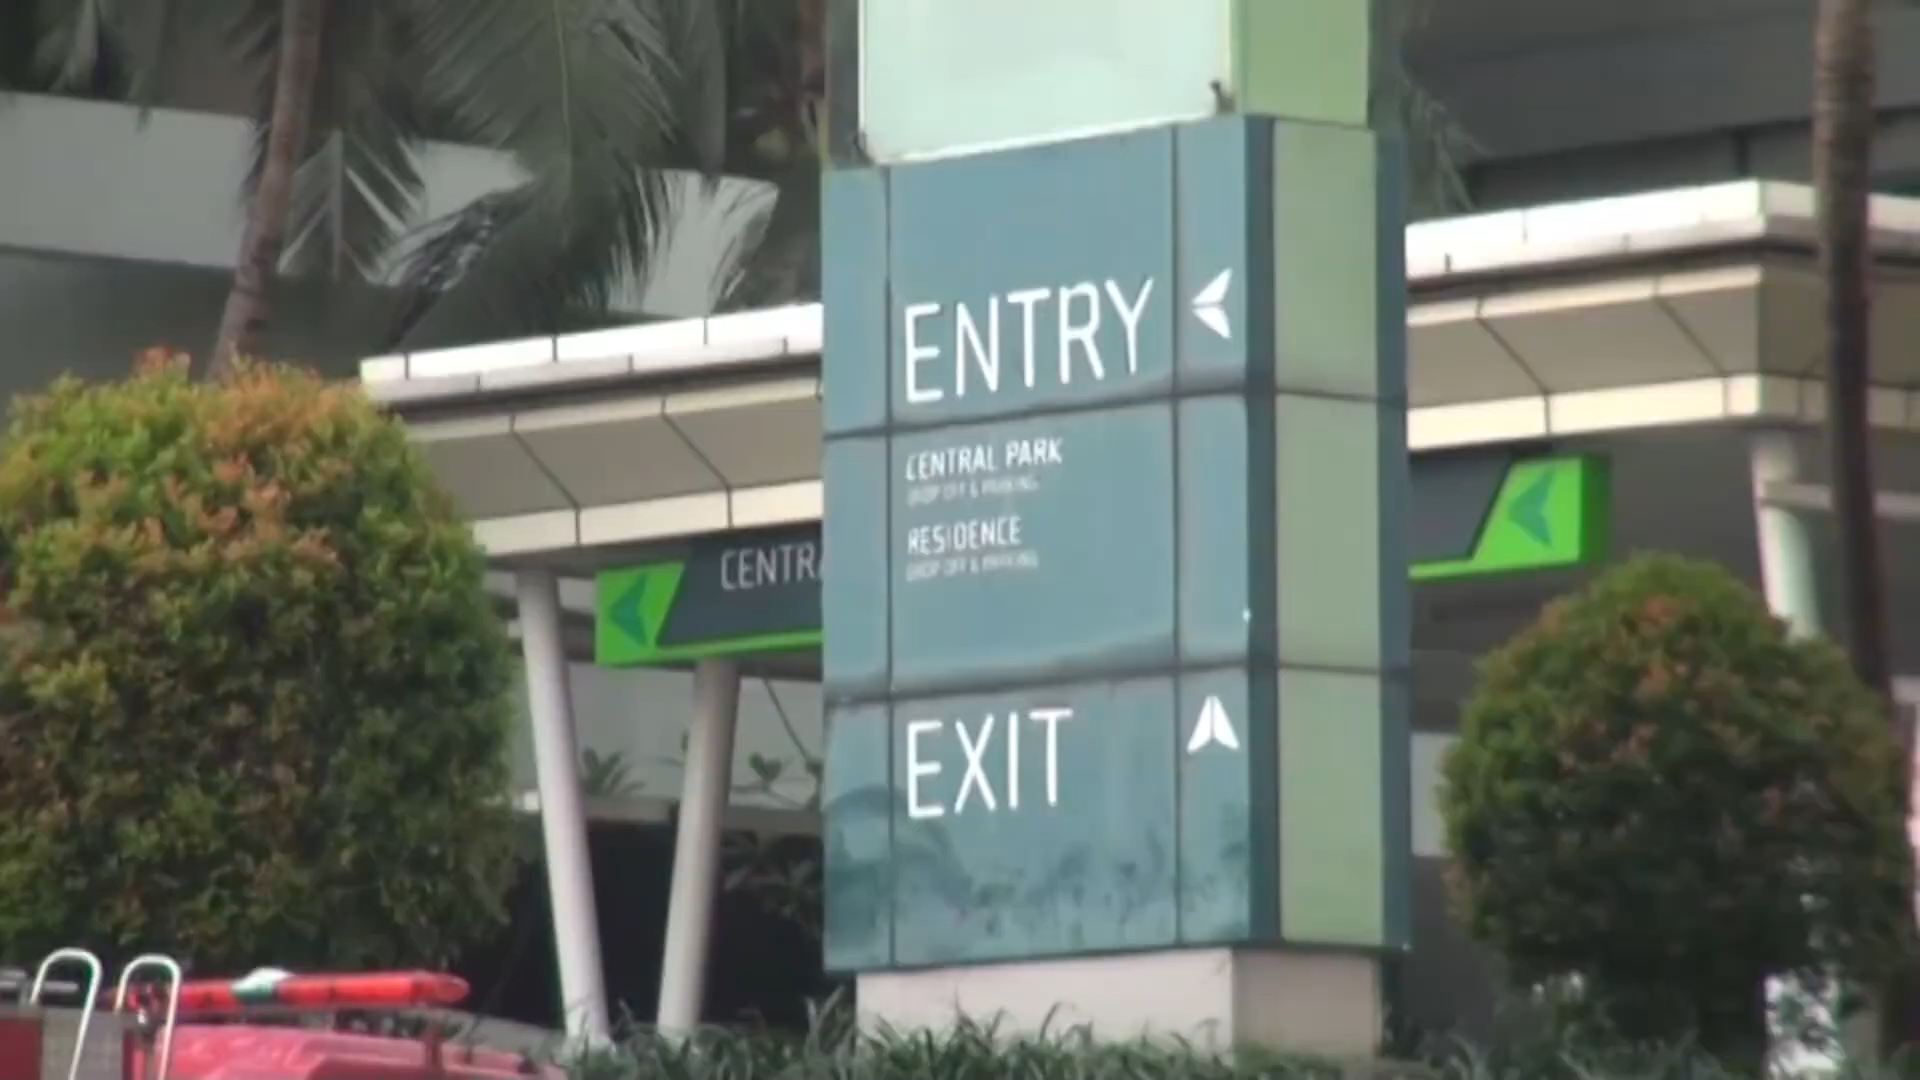 ENTRY
CENTRAL PARK
DROP OFF & PARKING
RESIDENCE
DROP OFF & PARKING
CENTRA
EXIT